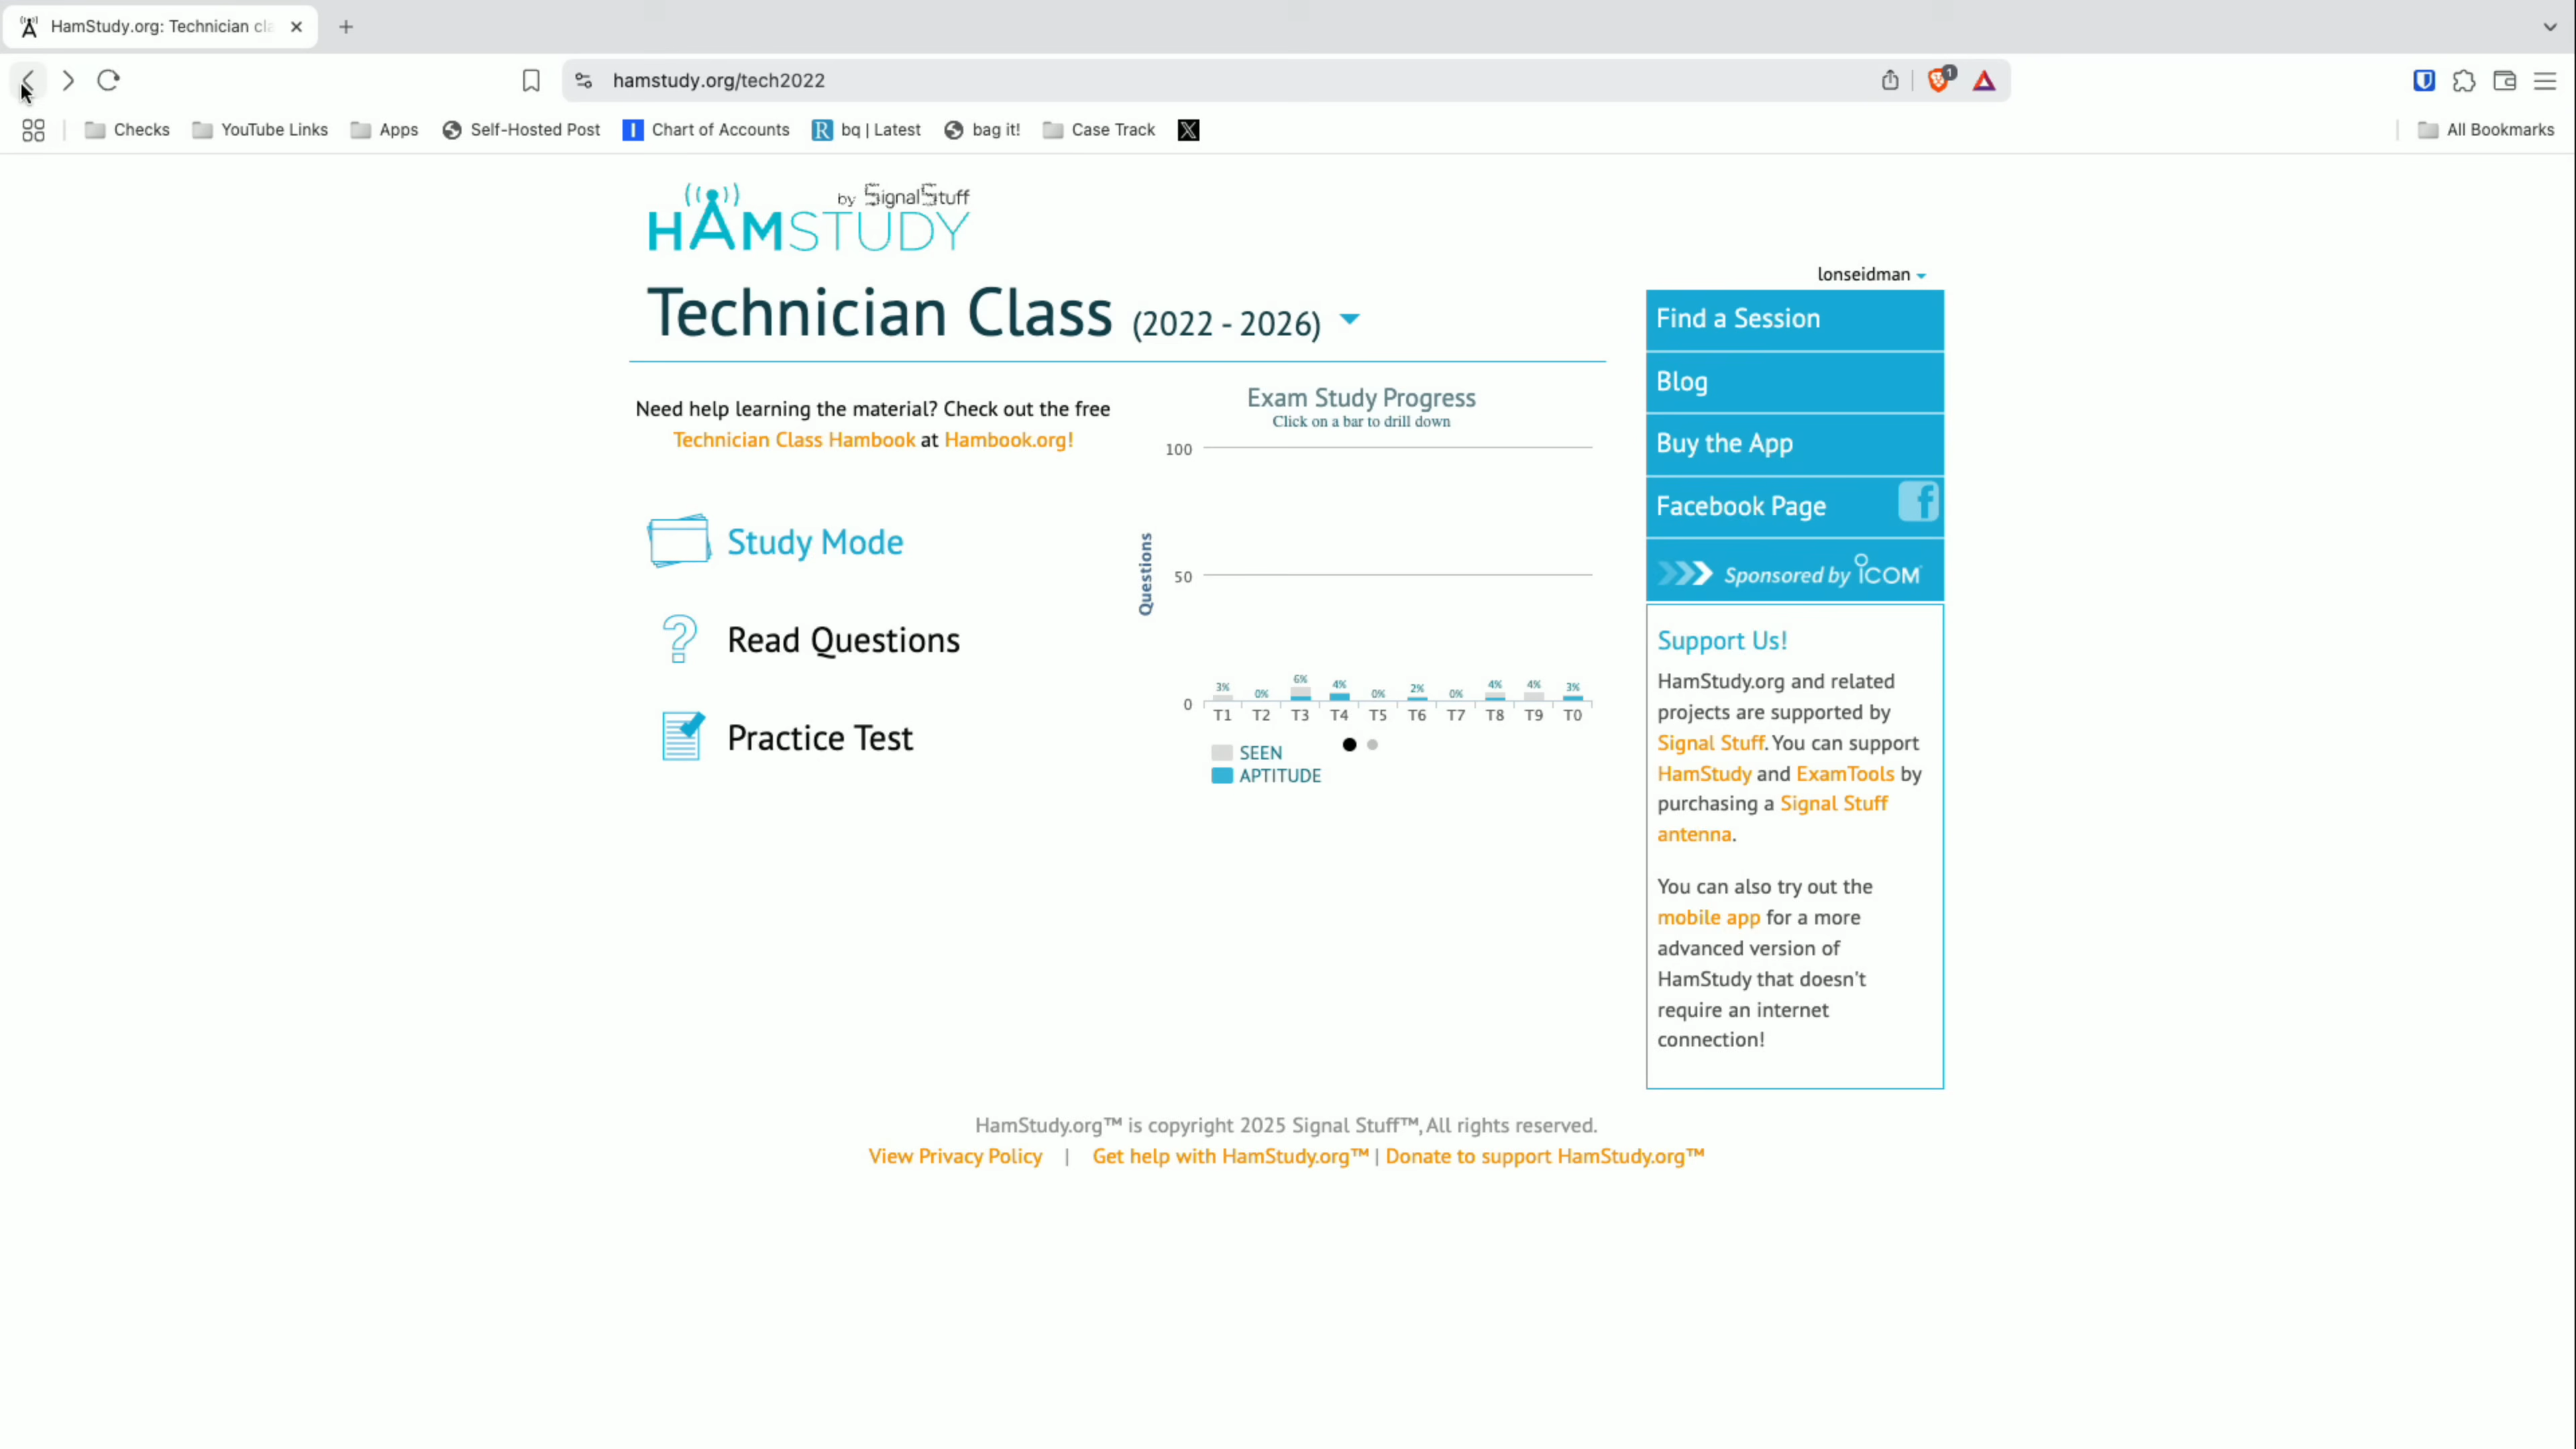 HamStudy.org: Technician cla
hamstudy.org/tech2022
1
Checks
YouTube Links
Apps
Self-Hosted Post
Chart of Accounts
bq | Latest
bag it!
Case Track
All Bookmarks
by SignalStuff
HAMSTUDY
lonseidman
Technician Class (2022 - 2026)
Need help learning the material? Check out the free
Technician Class Hambook at Hambook.org!
Study Mode
Read Questions
Practice Test
Exam Study Progress
Click on a bar to drill down
Questions
100
50
0
3% 0% 6% 4% 0% 2% 0% 4% 4% 3%
T1 T2 T3 T4 T5 T6 T7 T8 T9 T0
SEEN
APTITUDE
Find a Session
Blog
Buy the App
Facebook Page
Sponsored by ICOM
Support Us!
HamStudy.org and related
projects are supported by
Signal Stuff. You can support
HamStudy and ExamTools by
purchasing a Signal Stuff
antenna.
You can also try out the
mobile app for a more
advanced version of
HamStudy that doesn't
require an internet
connection!
HamStudy.org™ is copyright 2025 Signal Stuff™, All rights reserved.
View Privacy Policy | Get help with HamStudy.org™ | Donate to support HamStudy.org™